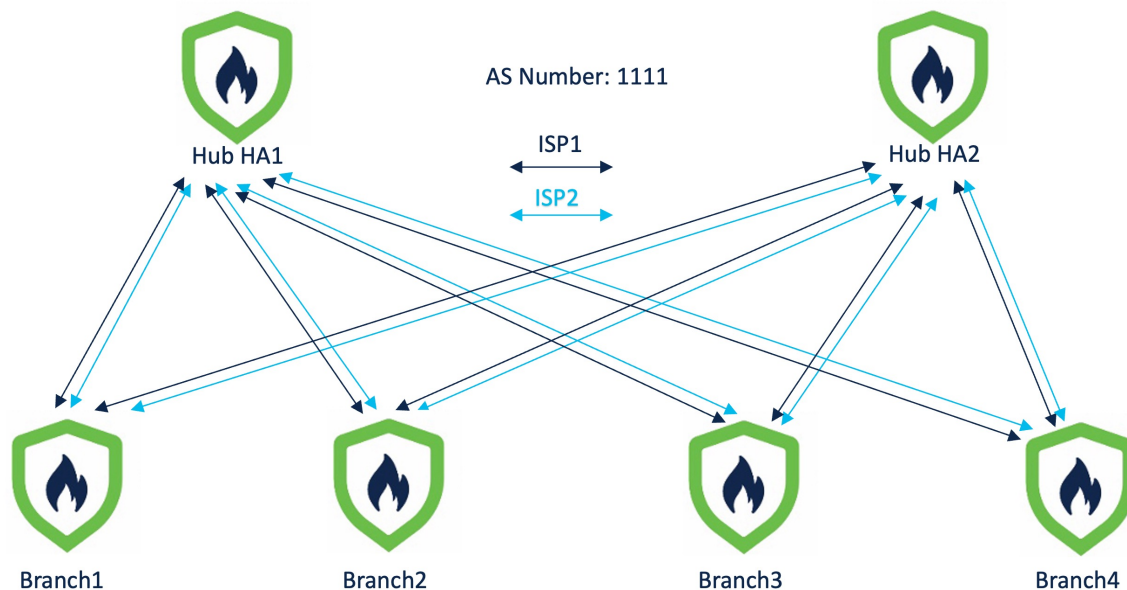 AS Number: 1111
ISP1
Hub HA1
Hub HA2
ISP2
Branch1
Branch2
Branch3
Branch4